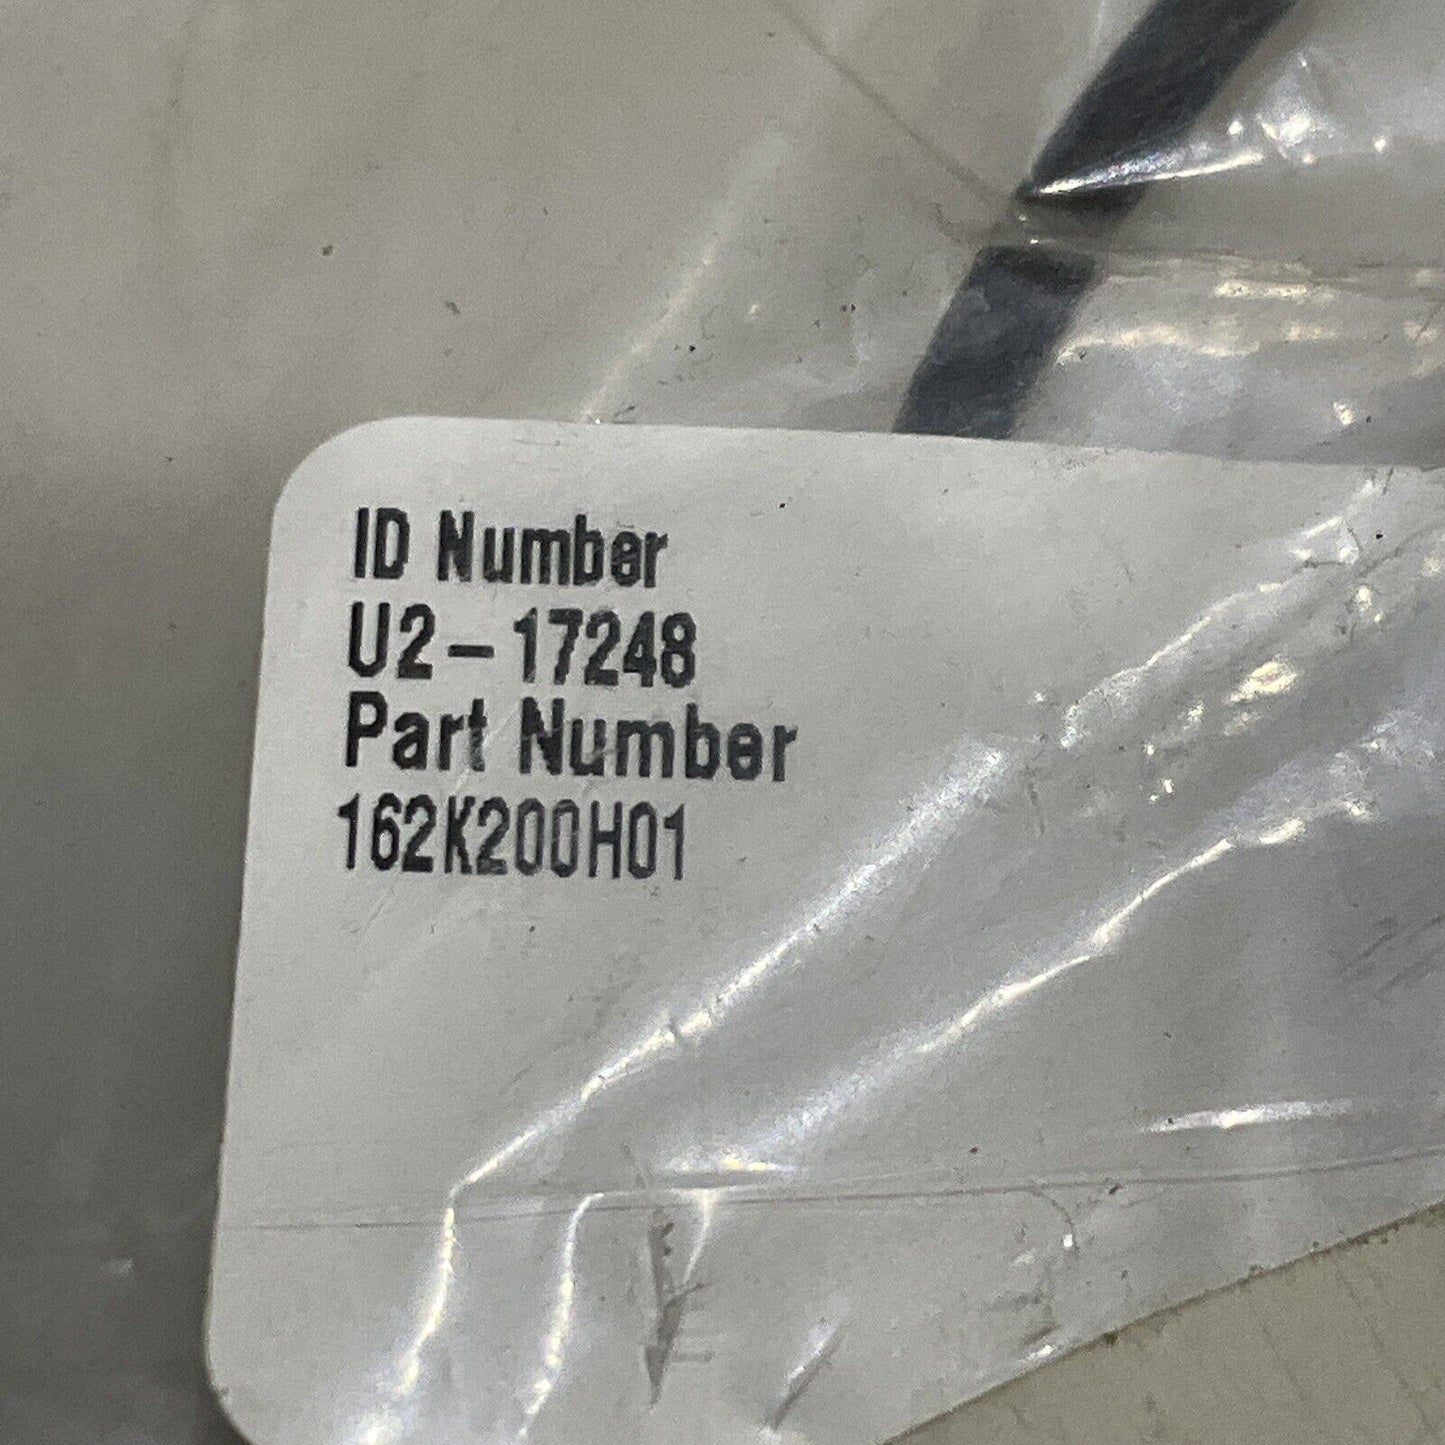 ID Number
U2-17248
Part Number
162K200H01